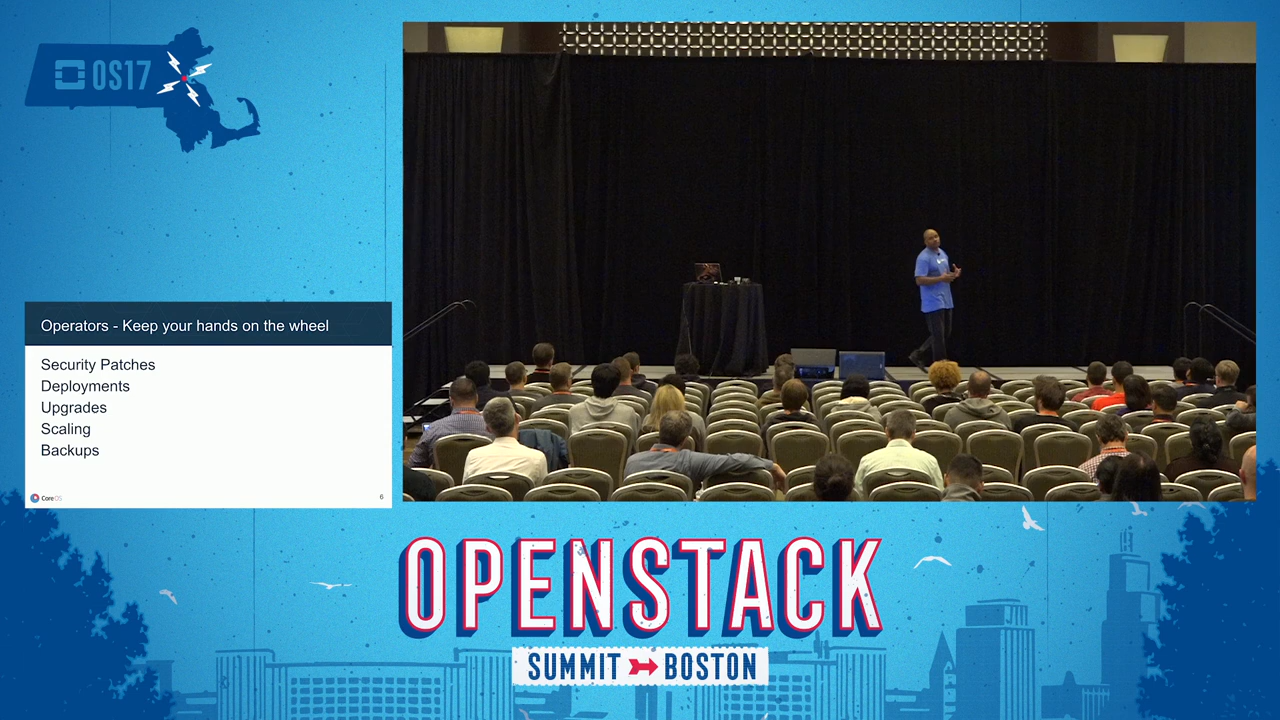 OS17
Operators - Keep your hands on the wheel
Security Patches
Deployments
Upgrades
Scaling
Backups
CoreOS
6
OPENSTACK
SUMMIT BOSTON